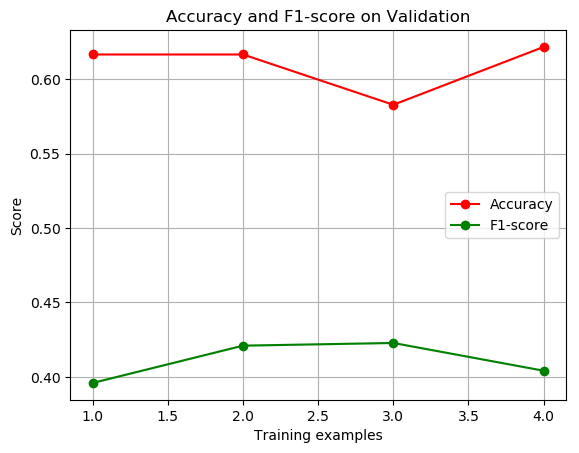 Accuracy and F1-score on Validation
0.60
0.55
0.50
0.45
0.40
Score
Accuracy
F1-score
1.0 1.5 2.0 2.5 3.0 3.5 4.0
Training examples